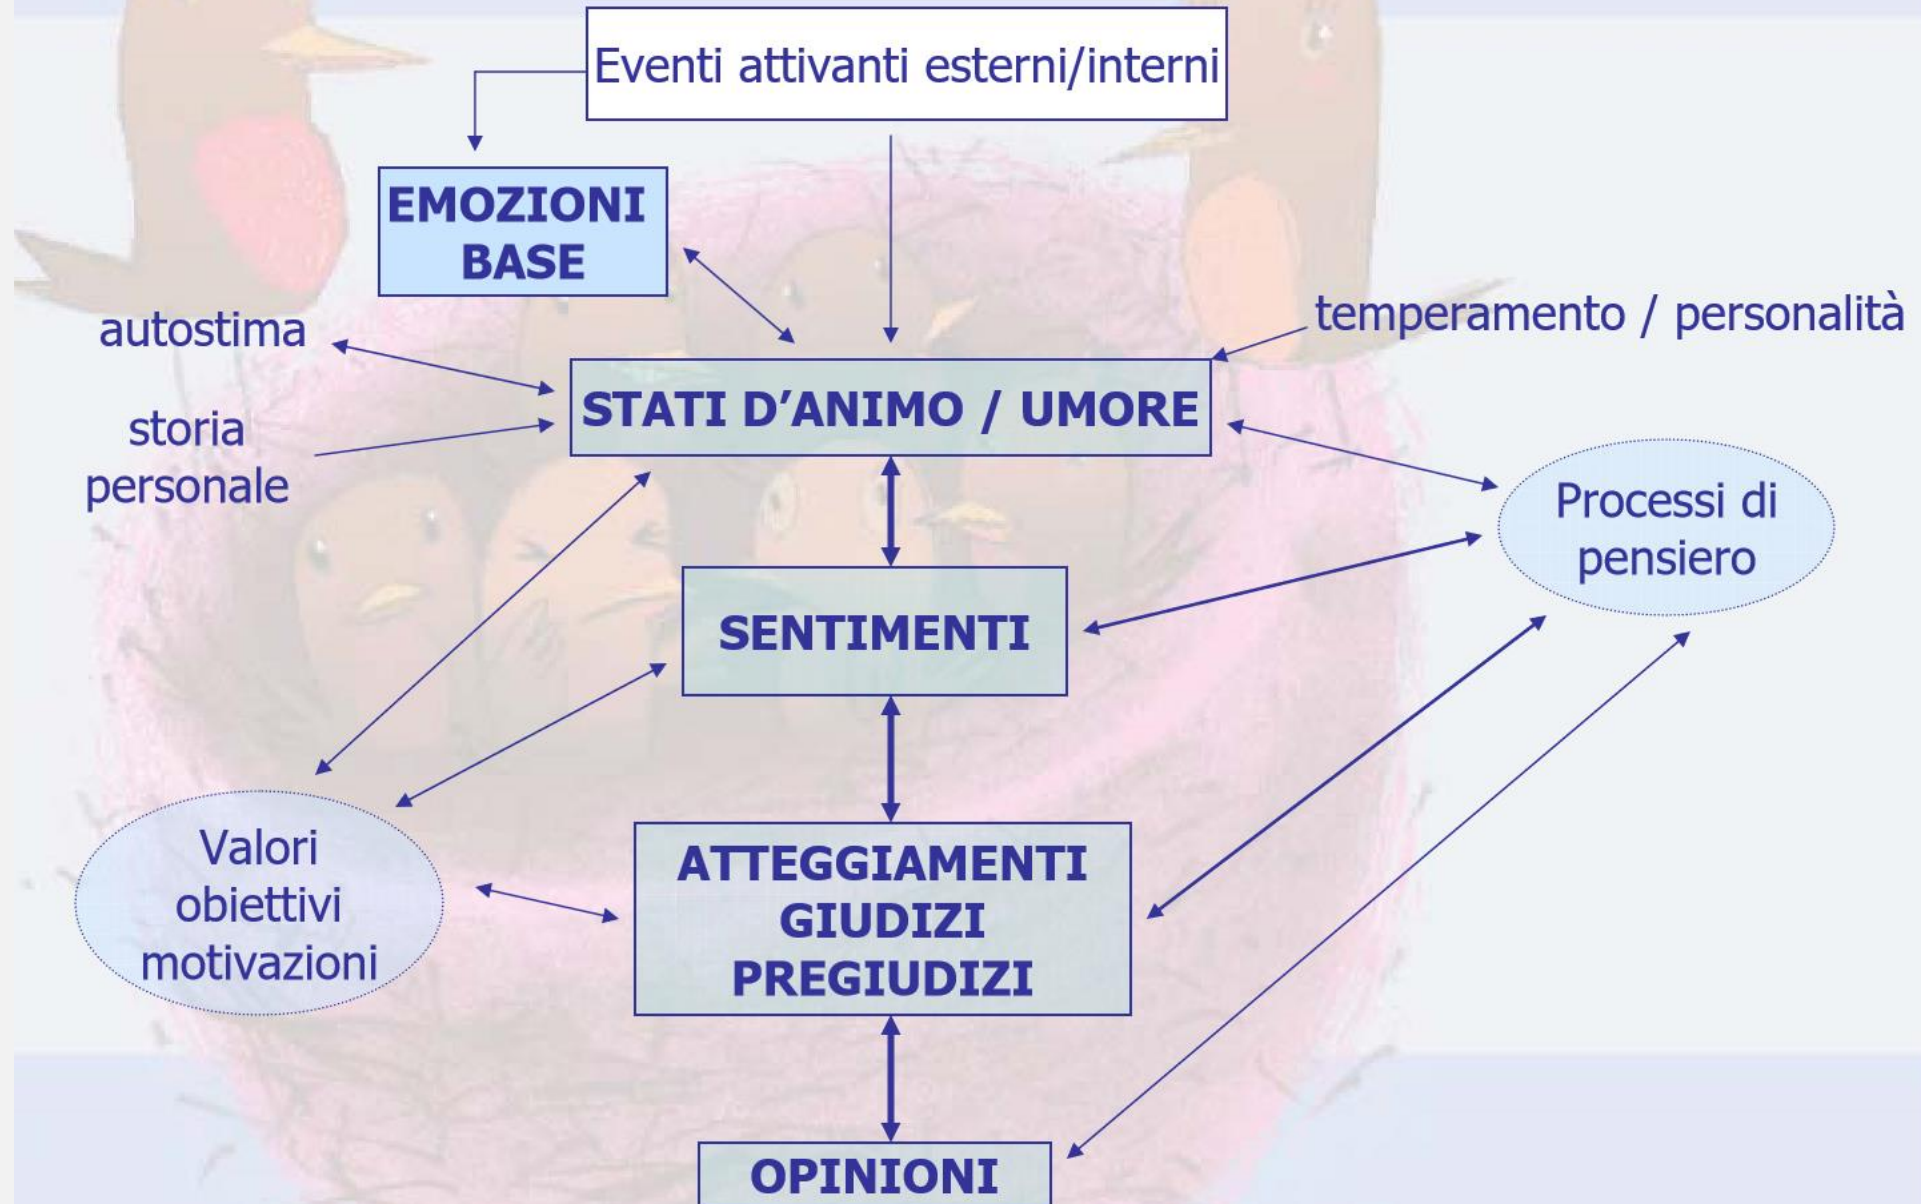 Eventi attivanti esterni/interni
EMOZIONI
BASE
autostima
temperamento / personalità
STATI D’ANIMO / UMORE
storia
personale
Processi di
pensiero
SENTIMENTI
Valori
obiettivi
motivazioni
ATTEGGIAMENTI
GIUDIZI
PREGIUDIZI
OPINIONI